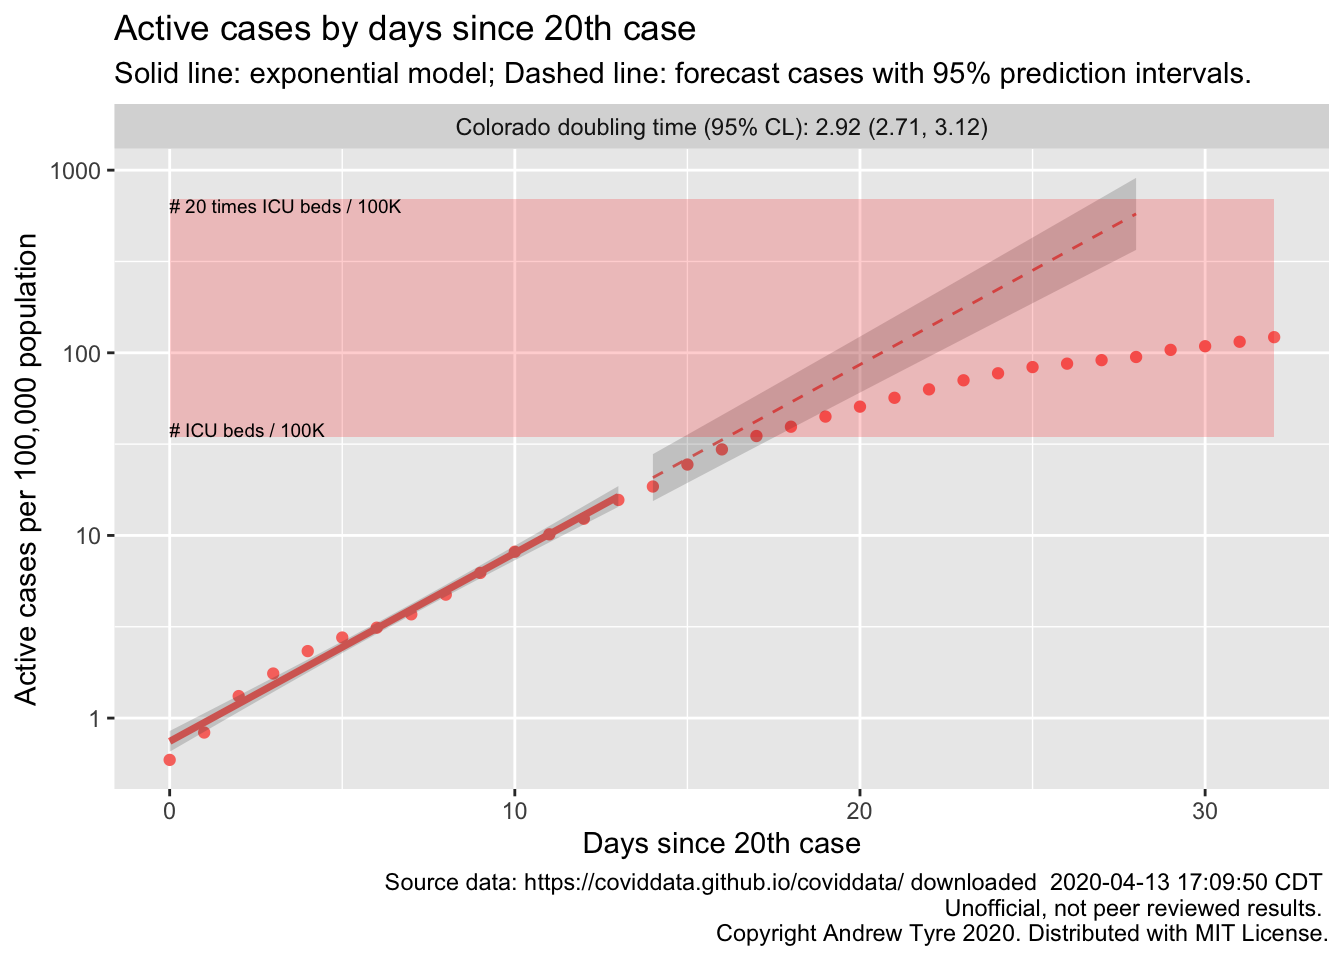 Active cases by days since 20th case
Solid line: exponential model; Dashed line: forecast cases with 95% prediction intervals.
Colorado doubling time (95% CL): 2.92 (2.71, 3.12)
Active cases per 100,000 population
1000
100
10
1
# 20 times ICU beds / 100K
# ICU beds / 100K
0
10
20
30
Days since 20th case
Source data: https://coviddata.github.io/coviddata/ downloaded  2020-04-13 17:09:50 CDT
Unofficial, not peer reviewed results.
Copyright Andrew Tyre 2020. Distributed with MIT License.